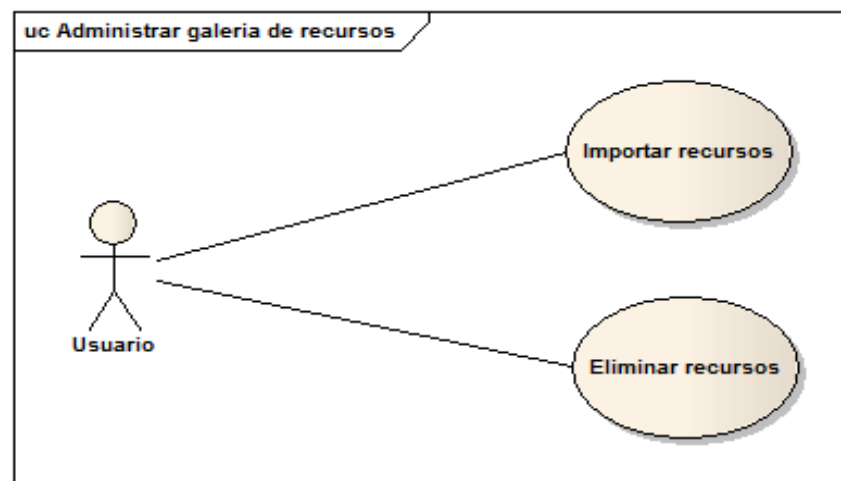 uc Administrar galeria de recursos
Importar recursos
Usuario
Eliminar recursos